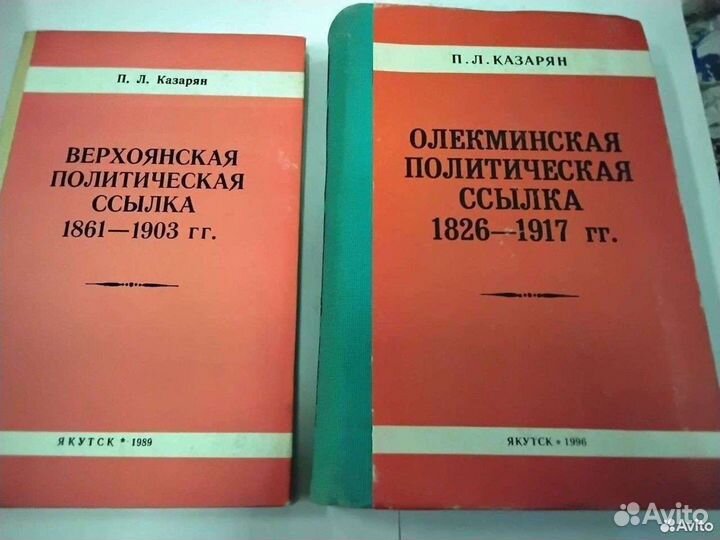 П. Л. Казарян
ВЕРХОЯНСКАЯ
ПОЛИТИЧЕСКАЯ
ССЫЛКА
1861—1903 гг.
ЯКУТСК * 1989
П. Л. КАЗАРЯН
ОЛЕКМИНСКАЯ
ПОЛИТИЧЕСКАЯ
ССЫЛКА
1826—1917 гг.
ЯКУТСК * 1996
Avito
Avito